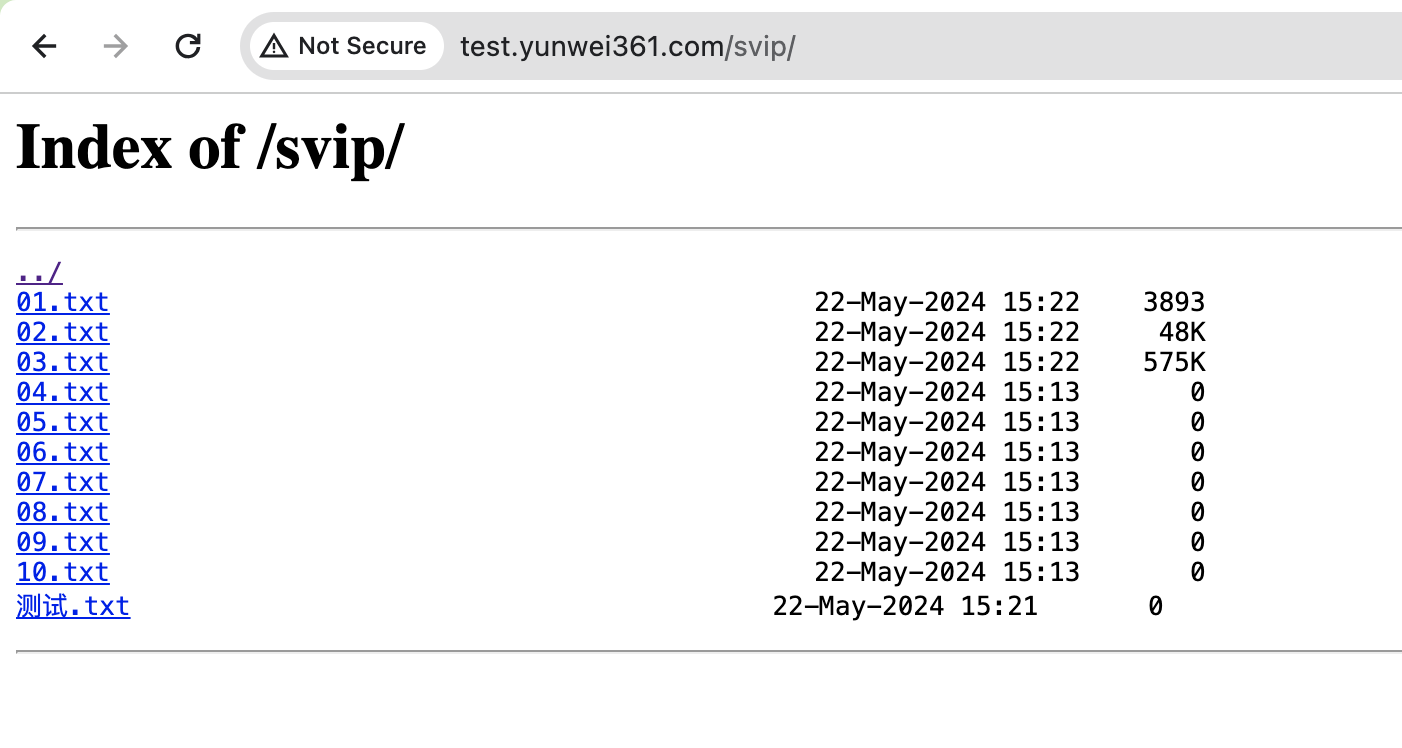 Not Secure test.yunwei361.com/svip/
Index of /svip/
../
01.txt 22-May-2024 15:22 3893
02.txt 22-May-2024 15:22 48K
03.txt 22-May-2024 15:22 575K
04.txt 22-May-2024 15:13 0
05.txt 22-May-2024 15:13 0
06.txt 22-May-2024 15:13 0
07.txt 22-May-2024 15:13 0
08.txt 22-May-2024 15:13 0
09.txt 22-May-2024 15:13 0
10.txt 22-May-2024 15:13 0
测试.txt 22-May-2024 15:21 0